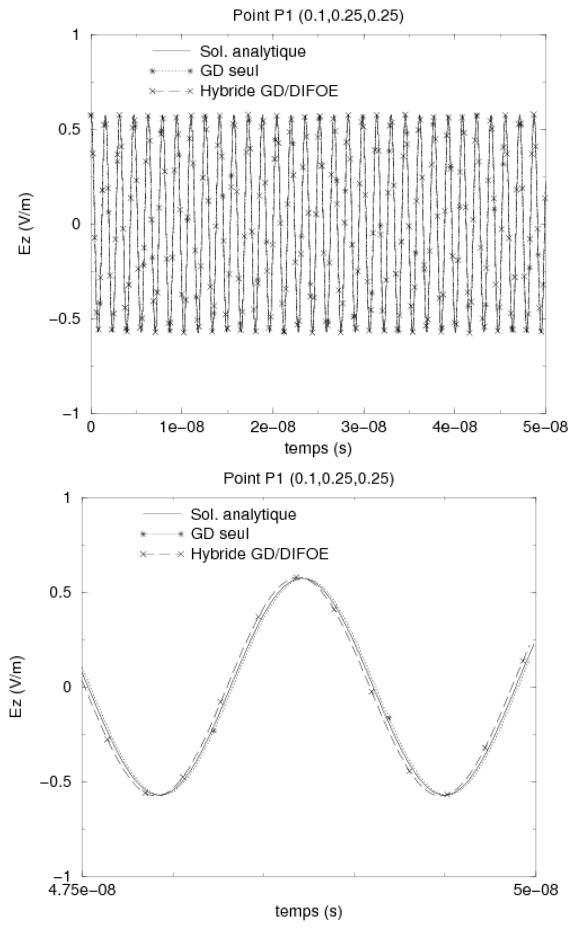 Point P1 (0.1,0.25,0.25)
Sol. analytique
GD seul
Hybride GD/DIFOE
1
0.5
0
−0.5
−1
Ez (V/m)
0
1e−08
2e−08
3e−08
4e−08
5e−08
temps (s)
Point P1 (0.1,0.25,0.25)
Sol. analytique
GD seul
Hybride GD/DIFOE
1
0.5
0
−0.5
−1
Ez (V/m)
4.75e−08
5e−08
temps (s)